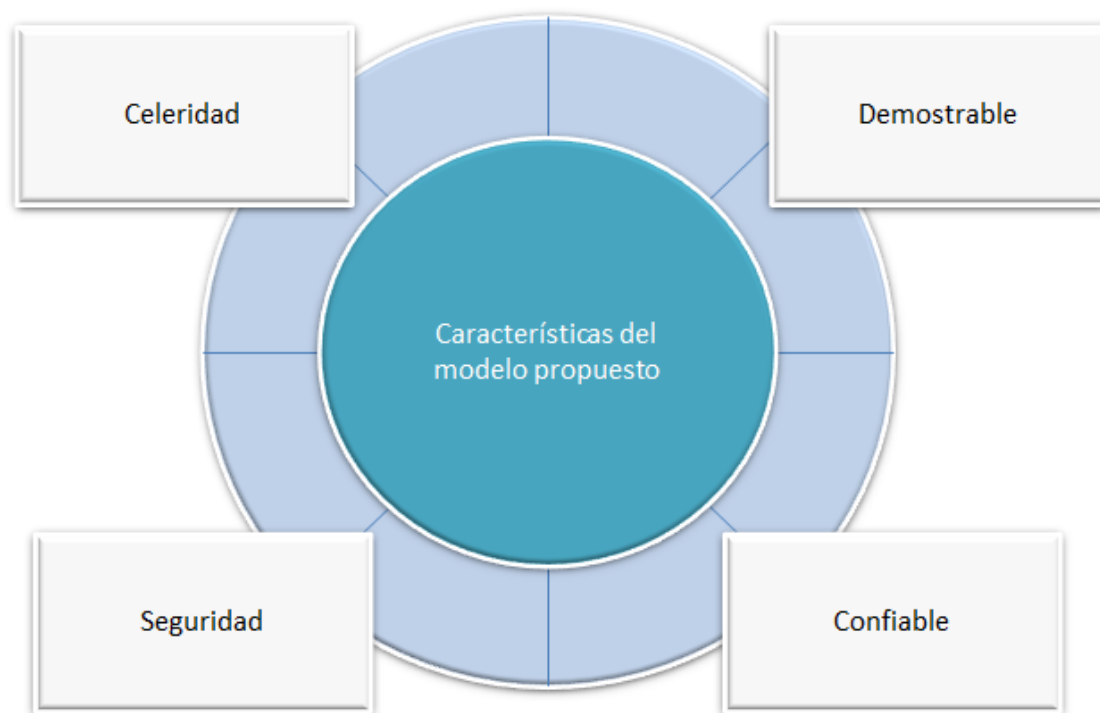 Celeridad
Demostrable
Características del
modelo propuesto
Seguridad
Confiable